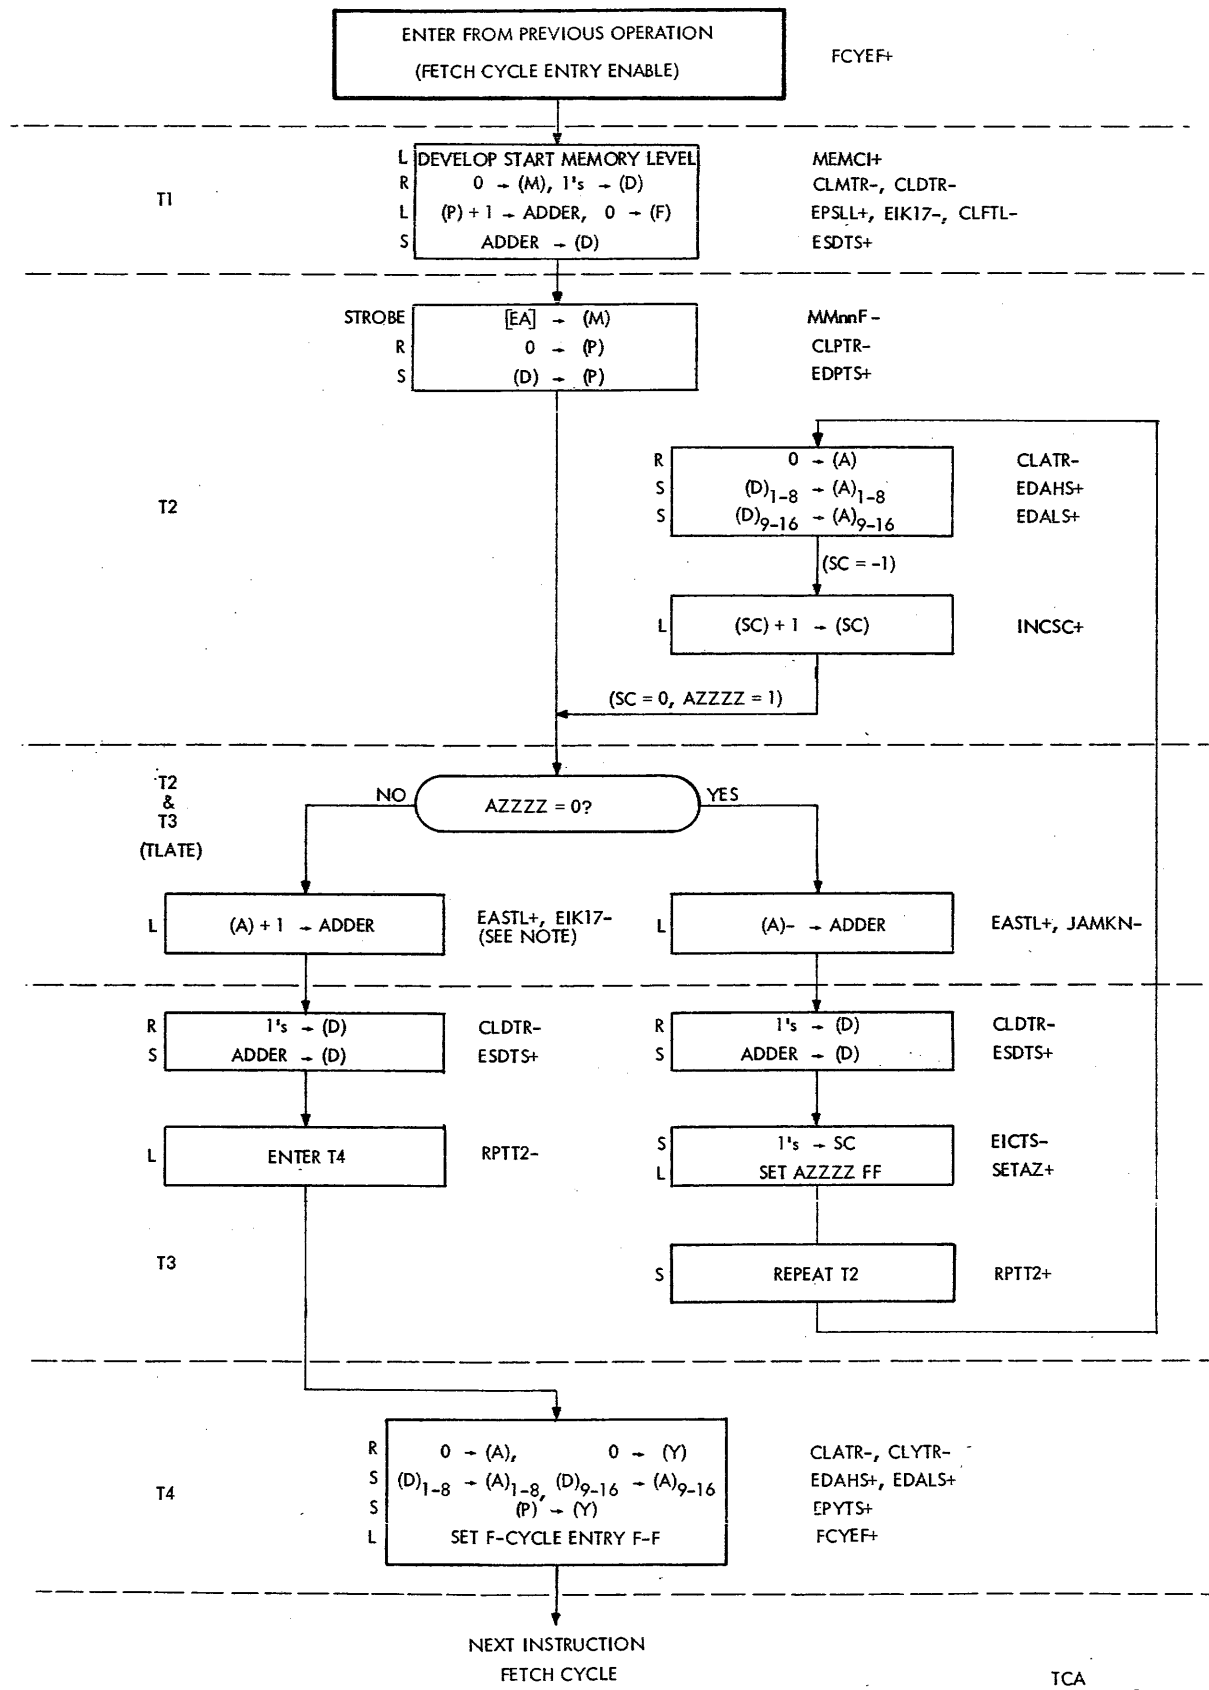 ENTER FROM PREVIOUS OPERATION
(FETCH CYCLE ENTRY ENABLE)
FCYEF+
T1
L DEVELOP START MEMORY LEVEL MEMCI+
R 0 → (M), 1's → (D) CLMTR-, CLDTR-
L (P) + 1 → ADDER, 0 → (F) EPSLL+, EIK17-, CLFTL-
S ADDER → (D) ESDTS+
STROBE [EA] → (M) MMnnF-
R 0 → (P) CLPTR-
S (D) → (P) EDPTS+
T2
R 0 → (A) CLATR-
S (D)1-8 → (A)1-8 EDAHS+
S (D)9-16 → (A)9-16 EDALS+
(SC = -1)
L (SC) + 1 → (SC) INCSC+
(SC = 0, AZZZZ = 1)
T2
&
T3
(TLATE)
NO AZZZZ = 0? YES
L (A) + 1 → ADDER EASTL+, EIK17-
(SEE NOTE)
L (A)- → ADDER EASTL+, JAMKN-
R 1's → (D) CLDTR-
S ADDER → (D) ESDTS+
R 1's → (D) CLDTR-
S ADDER → (D) ESDTS+
L ENTER T4 RPTT2-
S 1's → SC EICTS-
L SET AZZZZ FF SETAZ+
T3
S REPEAT T2 RPTT2+
T4
R 0 → (A), 0 → (Y) CLATR-, CLYTR-
S (D)1-8 → (A)1-8, (D)9-16 → (A)9-16 EDAHS+, EDALS+
S (P) → (Y) EPYTS+
L SET F-CYCLE ENTRY F-F FCYEF+
NEXT INSTRUCTION
FETCH CYCLE
TCA